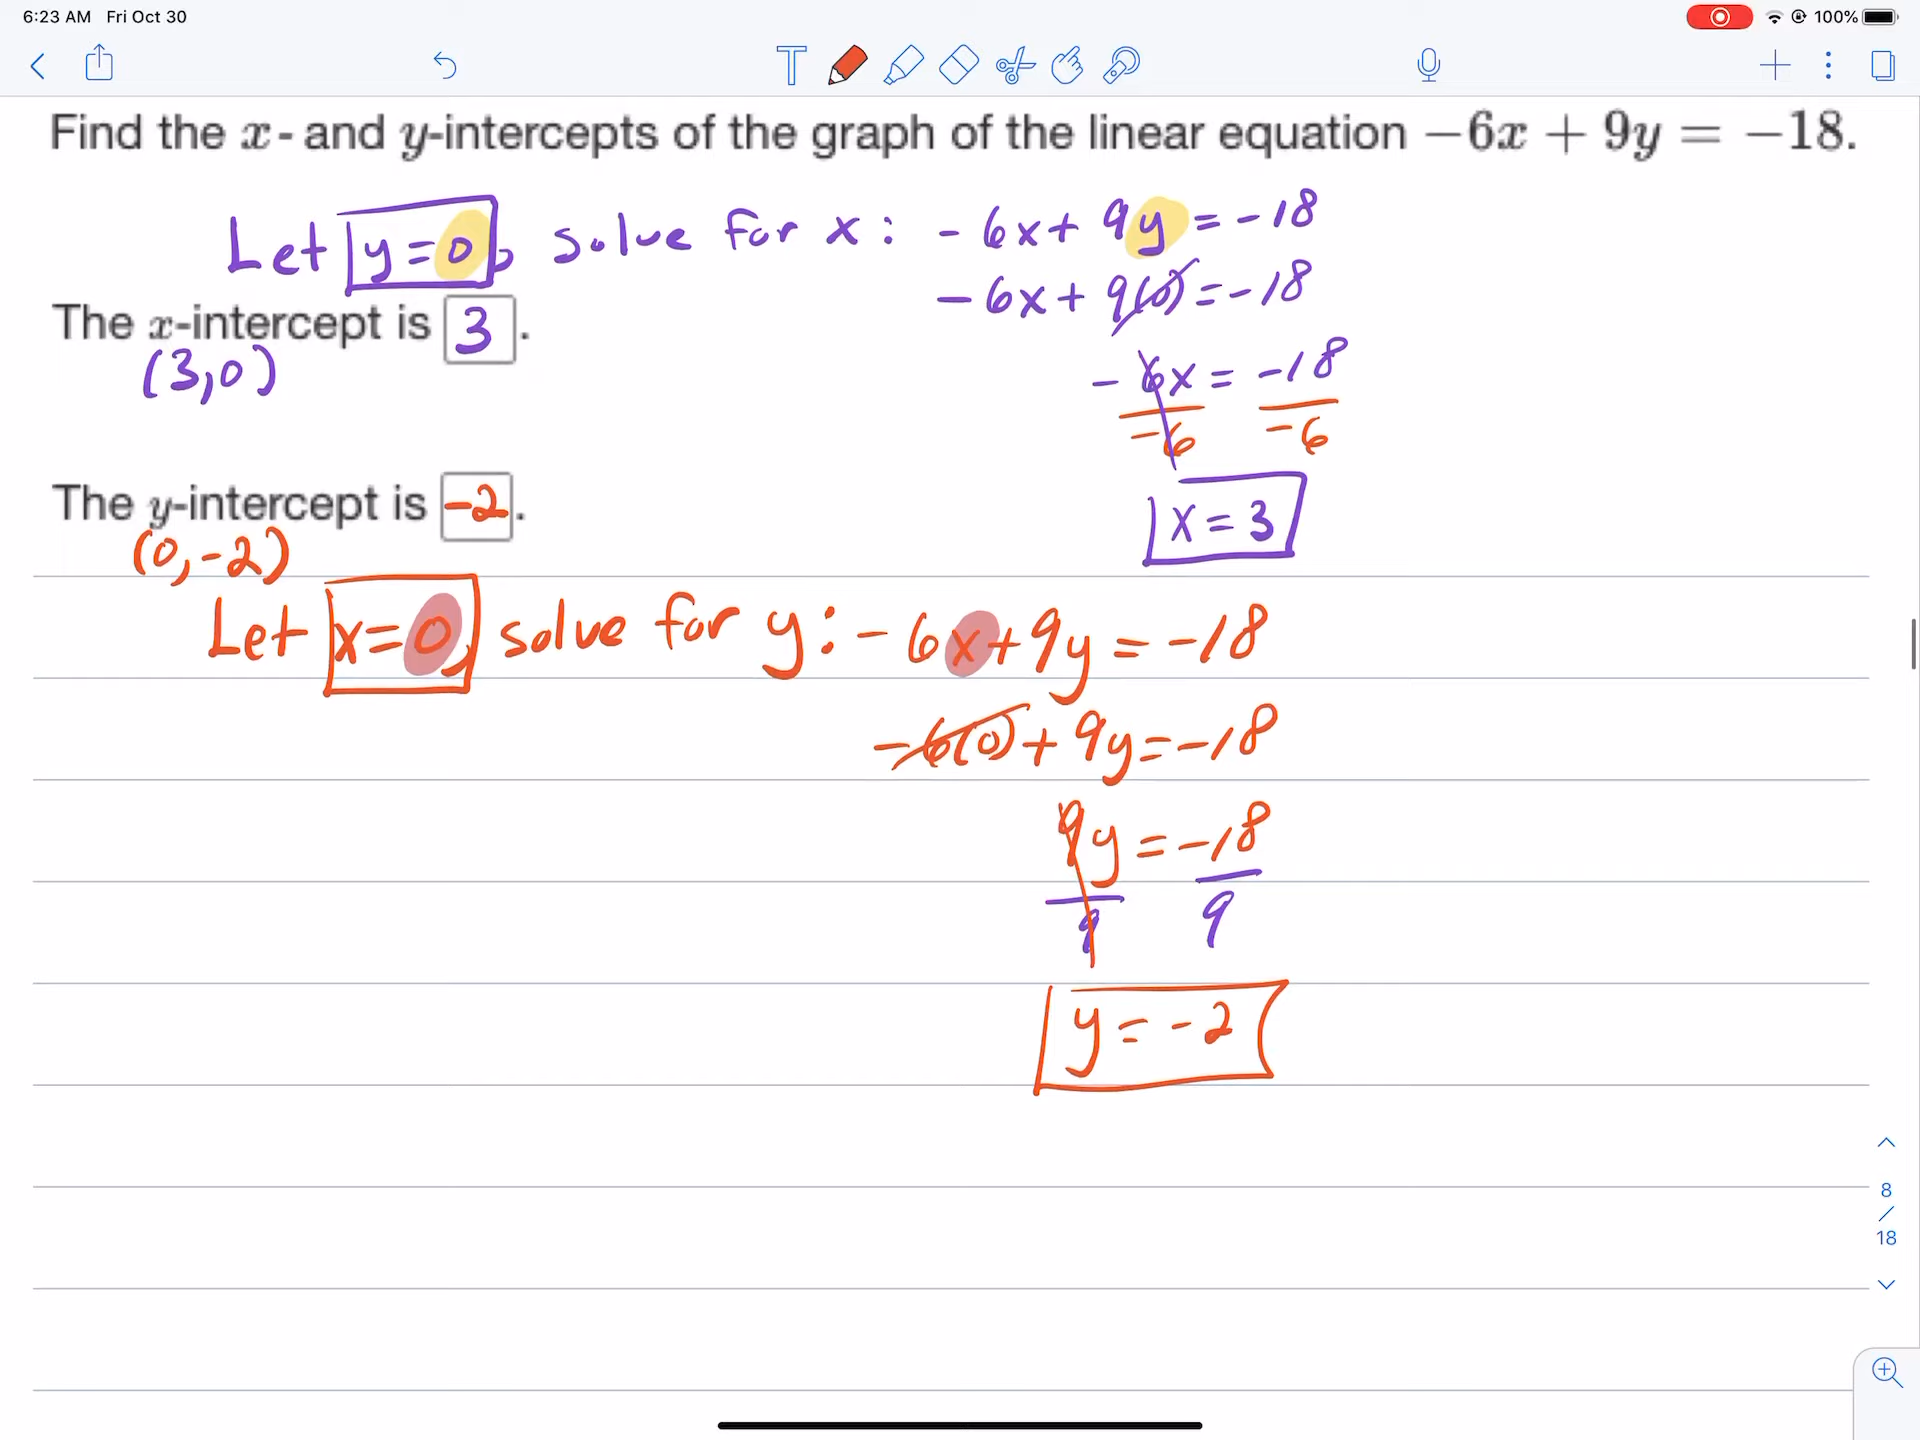 6:23 AM Fri Oct 30 100%
T
Find the x- and y-intercepts of the graph of the linear equation −6x + 9y = −18.
Let y=0, solve for x: -6x+ 9y = -18
-6x + 9(0) = -18
The x-intercept is 3.
(3,0)
-6x = -18
-6 -6
x = 3
The y-intercept is -2.
(0,-2)
Let x=0, solve for y: -6x+9y = -18
-6(0) + 9y = -18
9y = -18
9 9
y = -2
8
/
18